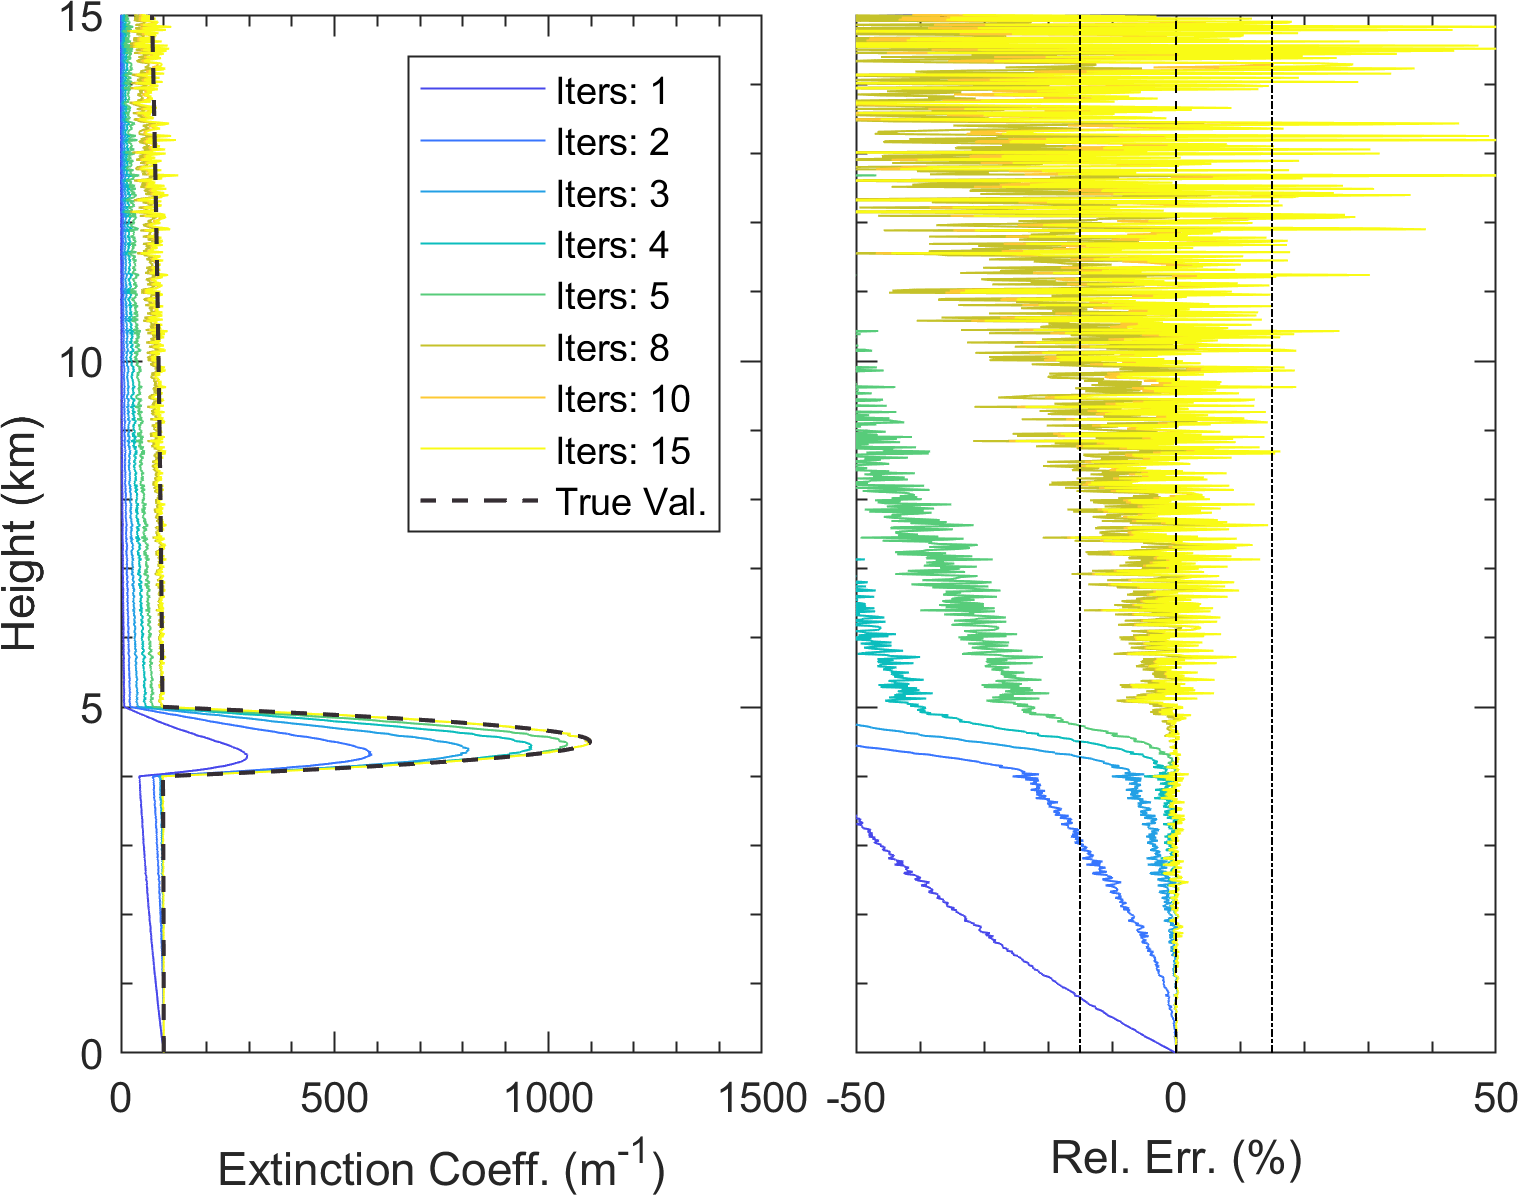 15
10
5
0
Height (km)
0
500
1000
1500
Extinction Coeff. (m-1)
Iters: 1
Iters: 2
Iters: 3
Iters: 4
Iters: 5
Iters: 8
Iters: 10
Iters: 15
True Val.
-50
0
50
Rel. Err. (%)